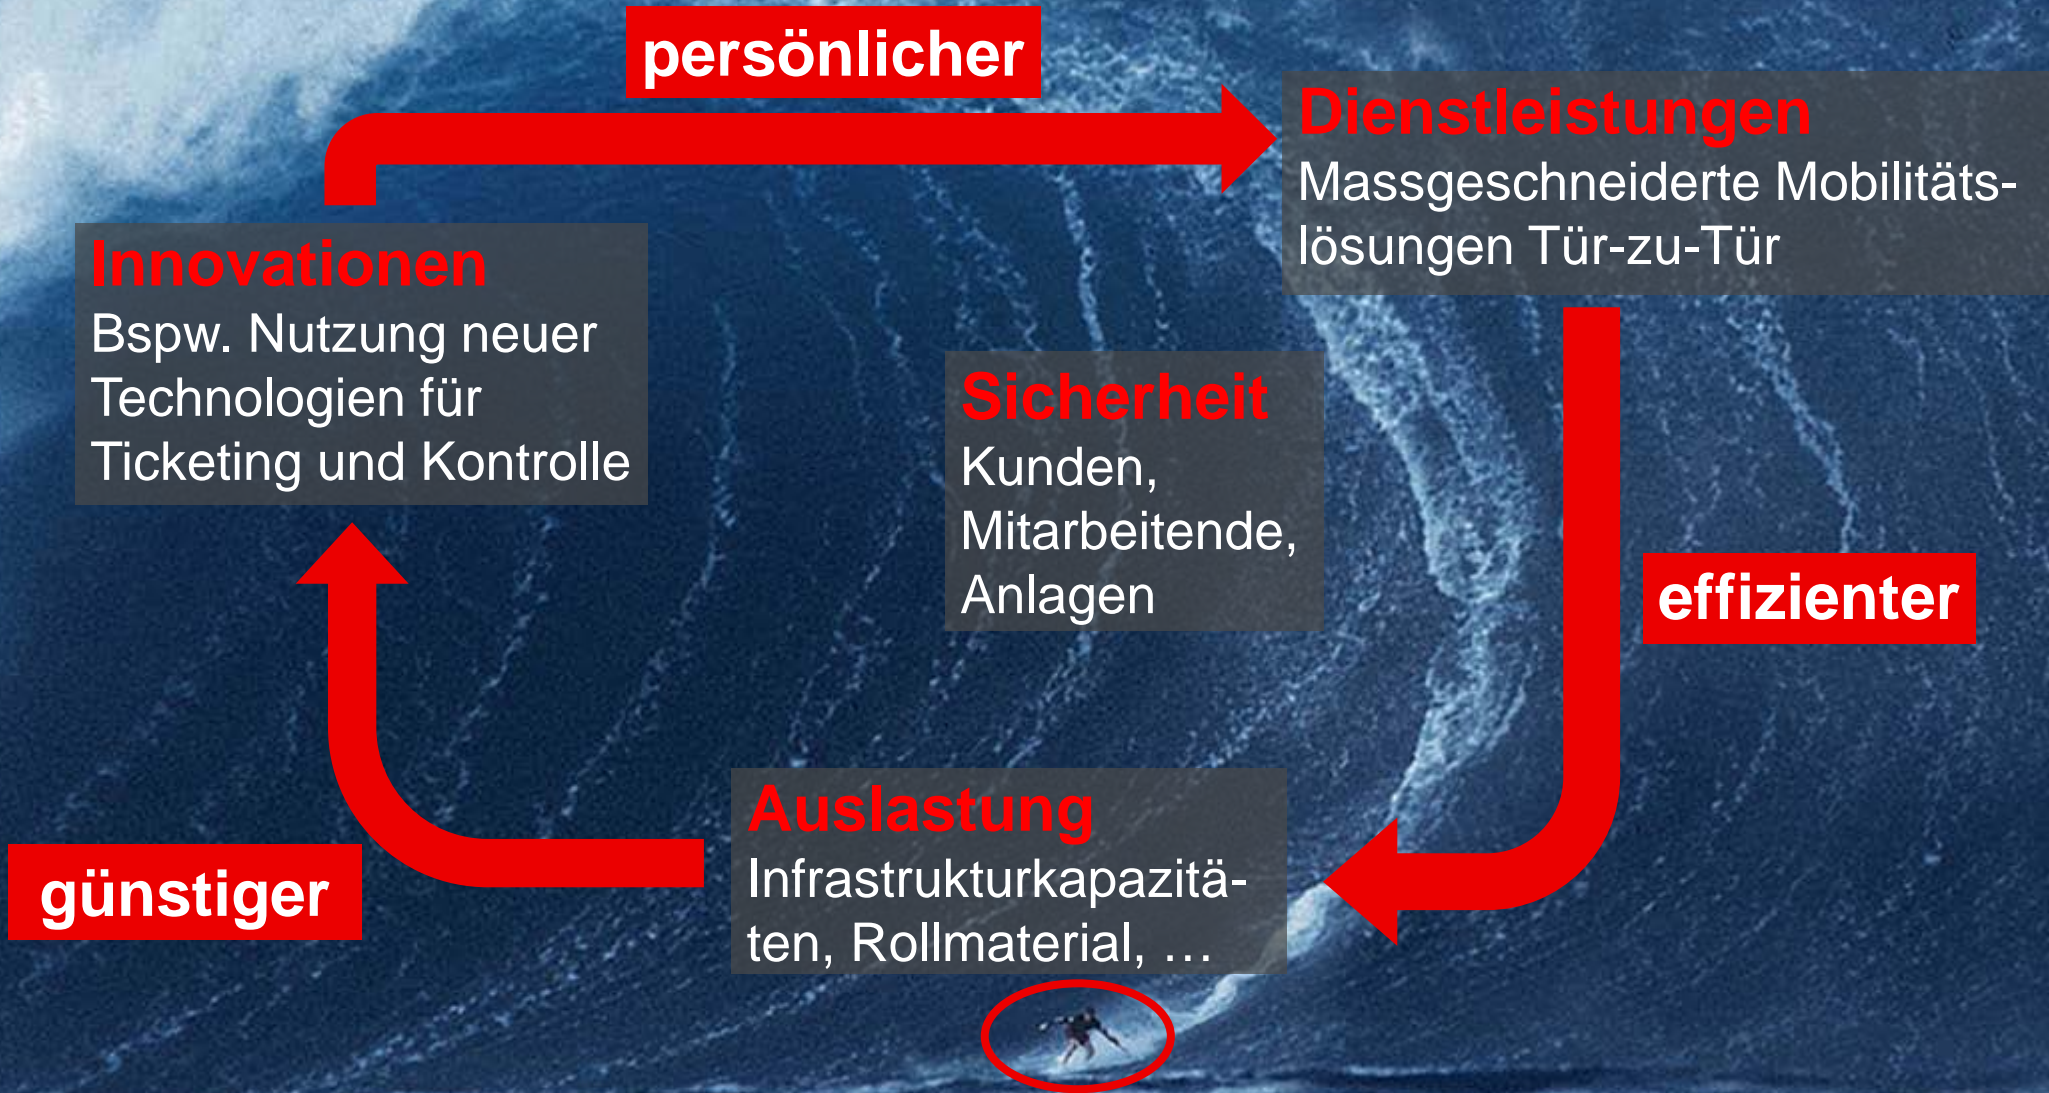 persönlicher
Dienstleistungen
Massgeschneiderte Mobilitäts-
lösungen Tür-zu-Tür
Innovationen
Bspw. Nutzung neuer
Technologien für
Ticketing und Kontrolle
Sicherheit
Kunden,
Mitarbeitende,
Anlagen
effizienter
Auslastung
Infrastrukturkapazitä-
ten, Rollmaterial, …
günstiger